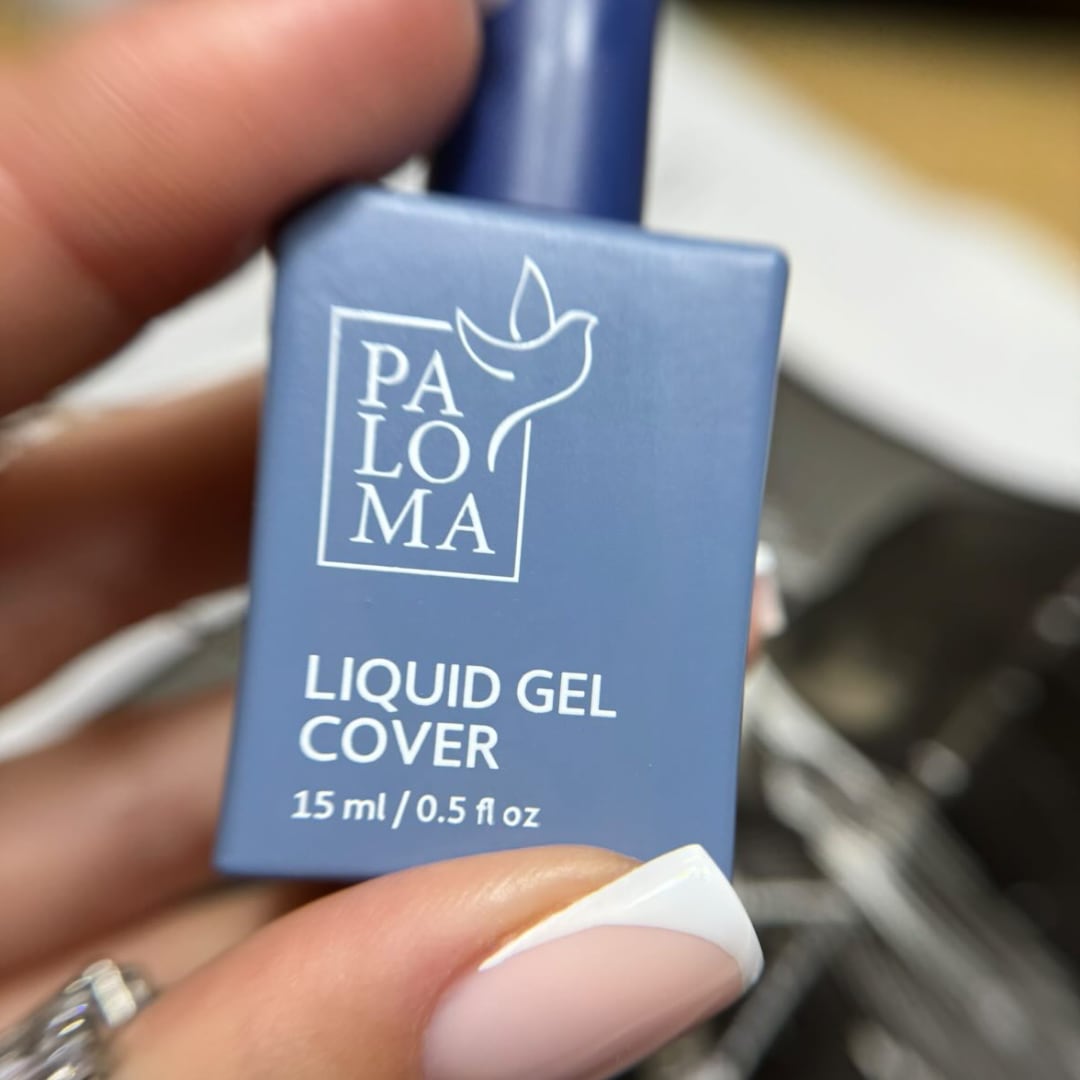 PA
LO
MA
LIQUID GEL
COVER
15 ml / 0.5 fl oz